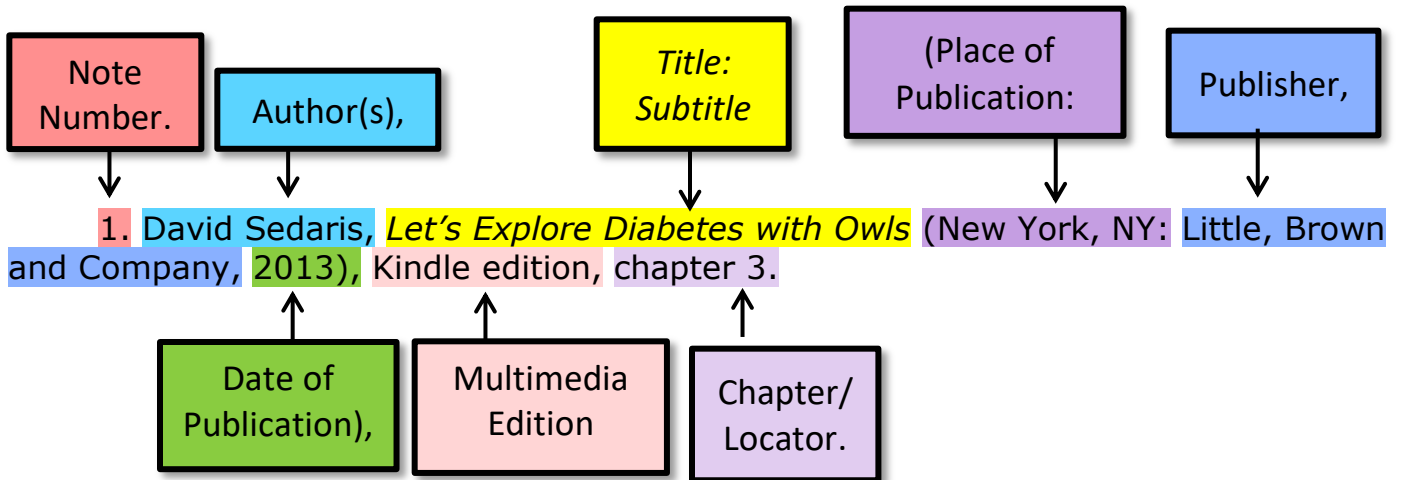 Note
Number.
Author(s),
Title:
Subtitle
(Place of
Publication:
Publisher,
1. David Sedaris, Let’s Explore Diabetes with Owls (New York, NY: Little, Brown
and Company, 2013), Kindle edition, chapter 3.
Date of
Publication),
Multimedia
Edition
Chapter/
Locator.